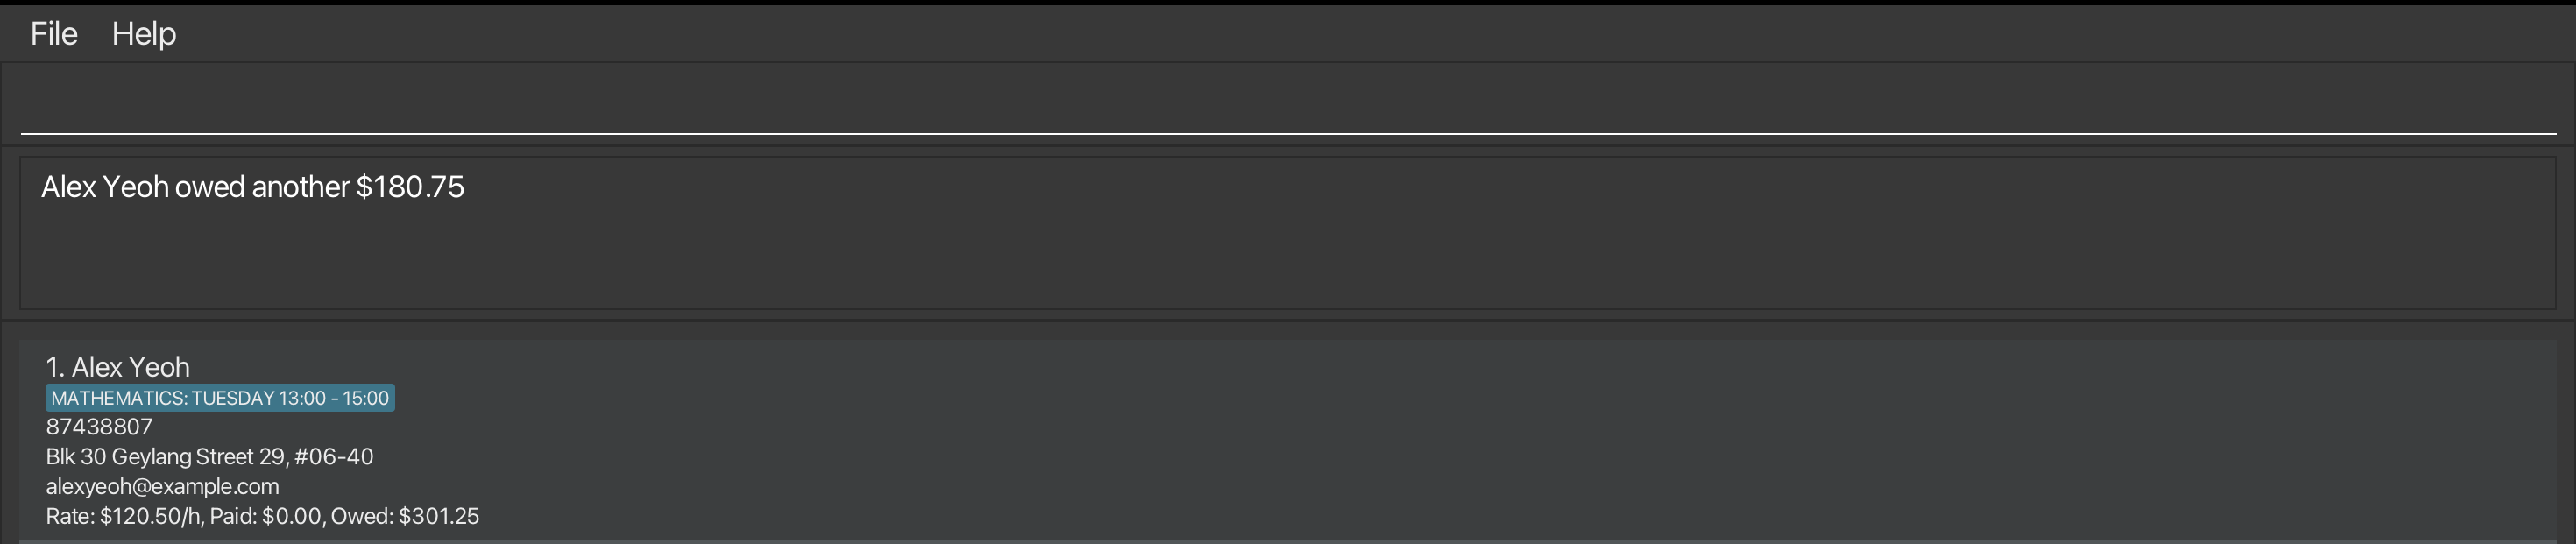 File Help
Alex Yeoh owed another $180.75
1. Alex Yeoh
MATHEMATICS: TUESDAY 13:00 - 15:00
87438807
Blk 30 Geylang Street 29, #06-40
alexyeoh@example.com
Rate: $120.50/h, Paid: $0.00, Owed: $301.25